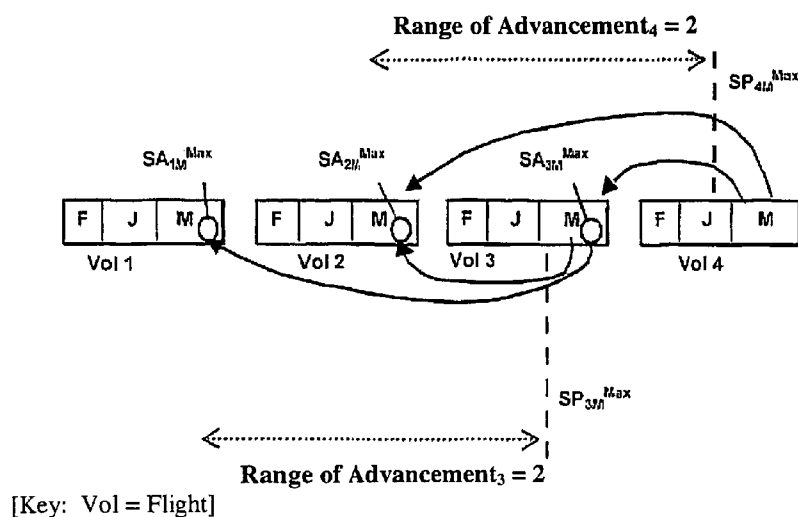 Range of Advancement₄ = 2
SP₄M^Max
SA₁M^Max SA₂M^Max SA₃M^Max
F J M F J M F J M F J M
Vol 1 Vol 2 Vol 3 Vol 4
SP₃M^Max
Range of Advancement₃ = 2
[Key: Vol = Flight]